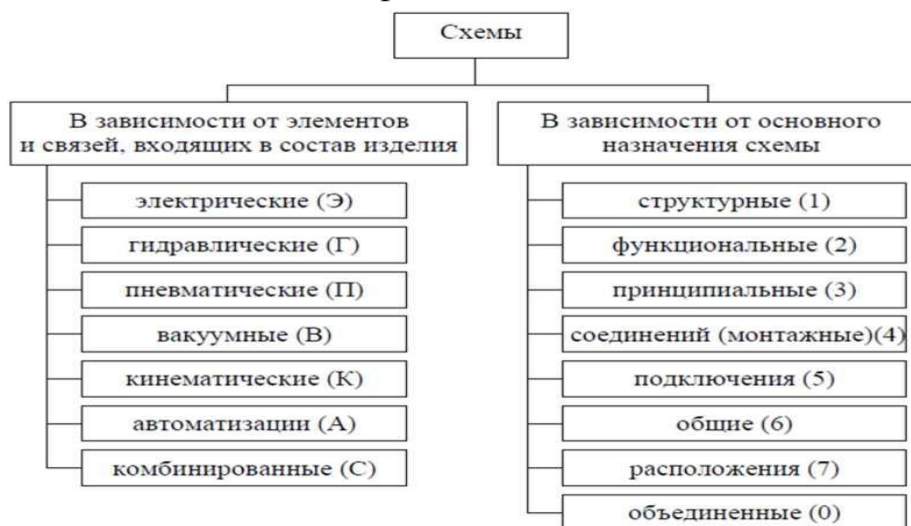 Схемы
В зависимости от элементов
и связей, входящих в состав изделия
электрические (Э)
гидравлические (Г)
пневматические (П)
вакуумные (В)
кинематические (К)
автоматизации (А)
комбинированные (С)
В зависимости от основного
назначения схемы
структурные (1)
функциональные (2)
принципиальные (3)
соединений (монтажные)(4)
подключения (5)
общие (6)
расположения (7)
объединенные (0)